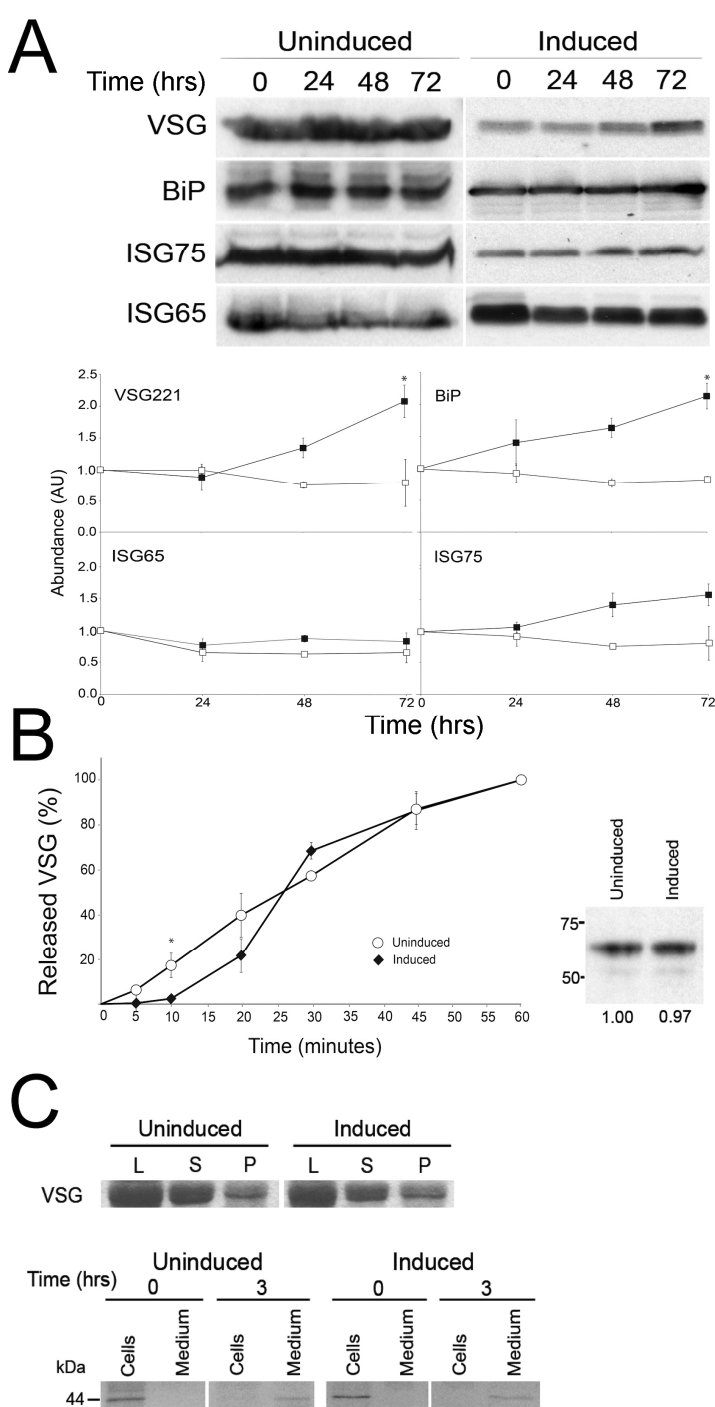 A
Uninduced Induced
Time (hrs) 0 24 48 72 0 24 48 72
VSG
BiP
ISG75
ISG65
2.5
VSG221 BiP
* *
2.0
1.5
1.0
0.5
0.0
Abundance (AU)
ISG65 ISG75
2.0
1.5
1.0
0.5
0.0
0 24 48 72 0 24 48 72
Time (hrs)
B
100
80
60
40
20
Released VSG (%)
*
Uninduced
Induced
0 5 10 15 20 25 30 35 40 45 50 55 60
Time (minutes)
Uninduced Induced
75-
50-
1.00 0.97
C
Uninduced Induced
L S P L S P
VSG
Uninduced Induced
Time (hrs) 0 3 0 3
Cells Medium Cells Medium Cells Medium Cells Medium
kDa
44